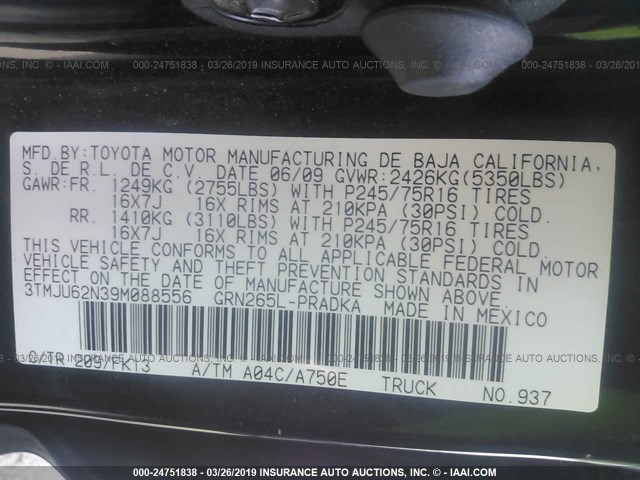 000-24751838 - 03/26/2019 INSURANCE AUTO AUCTIONS, INC. - IAAI.COM
MFD.BY:TOYOTA MOTOR MANUFACTURING DE BAJA CALIFORNIA,
S. DE R.L. DE C.V. DATE 06/09 GVWR:2426KG(5350LBS)
GAWR:FR. 1249KG (2755LBS) WITH P245/75R16 TIRES
16X7J 16X RIMS AT 210KPA (30PSI) COLD.
RR. 1410KG (3110LBS) WITH P245/75R16 TIRES
16X7J 16X RIMS AT 210KPA (30PSI) COLD.
THIS VEHICLE CONFORMS TO ALL APPLICABLE FEDERAL MOTOR
VEHICLE SAFETY AND THEFT PREVENTION STANDARDS IN
EFFECT ON THE DATE OF MANUFACTURE SHOWN ABOVE.
3TMJU62N39M088556 GRN265L-PRADKA MADE IN MEXICO
C/TR 209/FK13 A/TM A04C/A750E TRUCK NO.937
000-24751838 - 03/26/2019 INSURANCE AUTO AUCTIONS, INC. - IAAI.COM